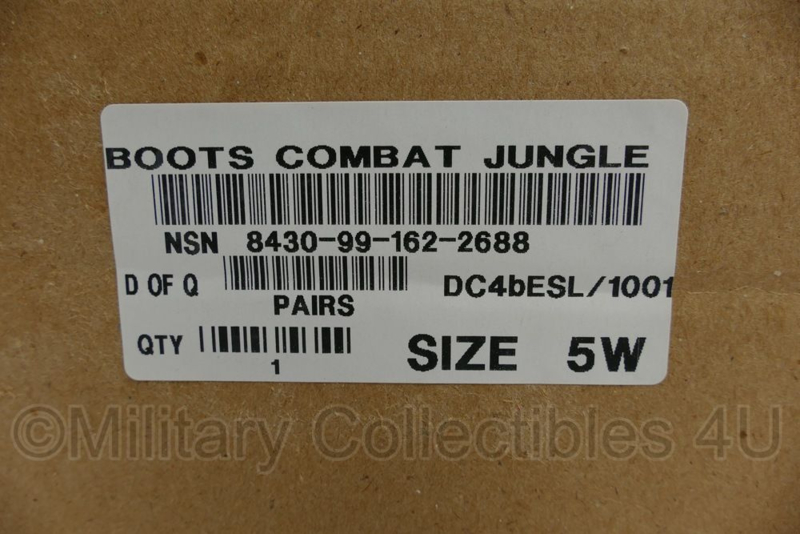 BOOTS COMBAT JUNGLE
NSN 8430-99-162-2688
D OF Q DC4bESL/1001
PAIRS
QTY SIZE 5W
1
©Military Collectibles 4U